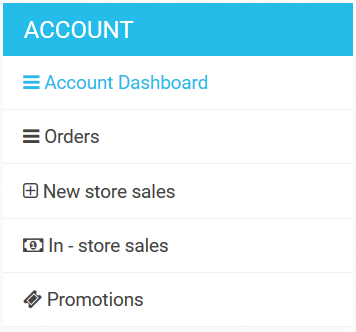 ACCOUNT
Account Dashboard
Orders
New store sales
In - store sales
Promotions